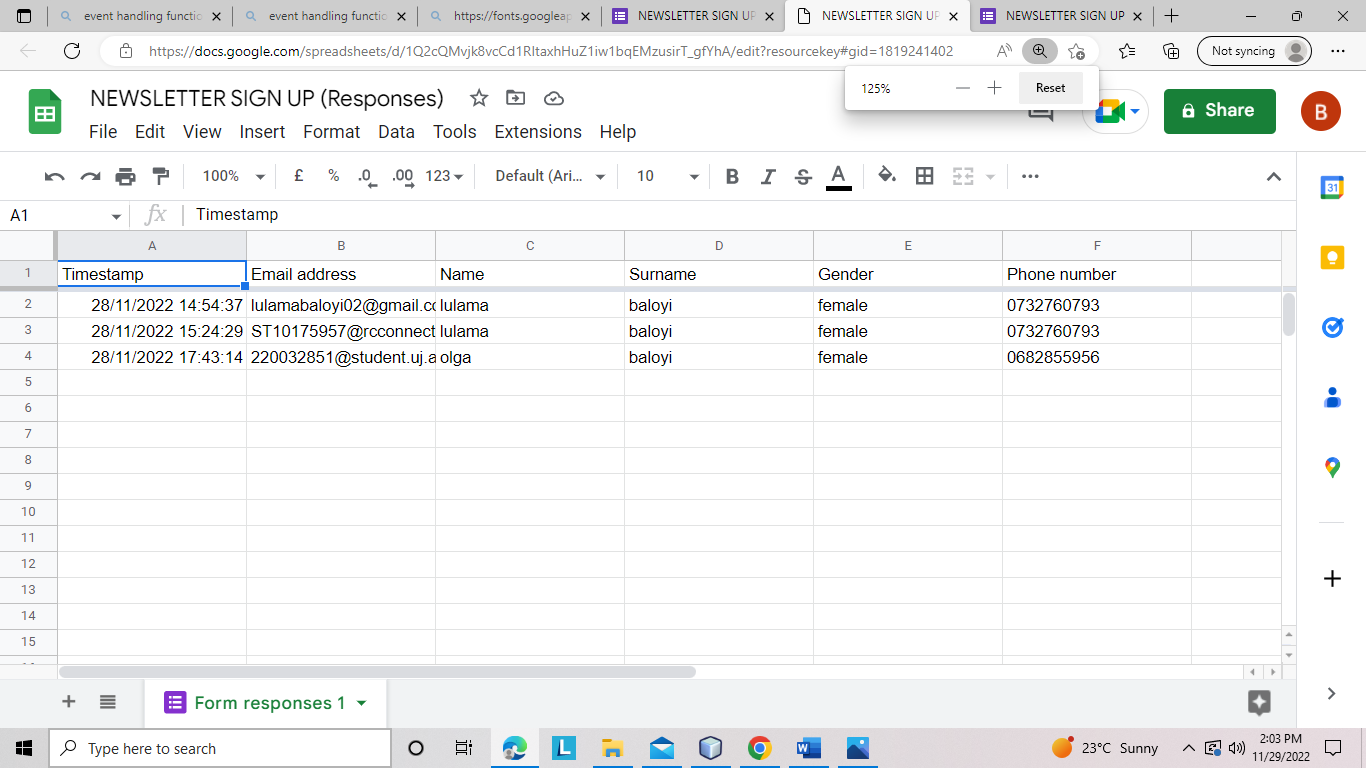 event handling functio
event handling functio
https://fonts.googleap
NEWSLETTER SIGN UP
NEWSLETTER SIGN UP
NEWSLETTER SIGN UP
https://docs.google.com/spreadsheets/d/1Q2cQMvjk8vcCd1RltaxhHuZ1iw1bqEMzusirT_gfYhA/edit?resourcekey#gid=1819241402
Not syncing
125%
Reset
NEWSLETTER SIGN UP (Responses)
File Edit View Insert Format Data Tools Extensions Help
Share
B
100% £ % .0 .00 123 Default (Ari... 10 B I S A
31
A1 fx Timestamp
A B C D E F
1 Timestamp Email address Name Surname Gender Phone number
2 28/11/2022 14:54:37 lulamabaloyi02@gmail.co lulama baloyi female 0732760793
3 28/11/2022 15:24:29 ST10175957@rcconnect lulama baloyi female 0732760793
4 28/11/2022 17:43:14 220032851@student.uj.a olga baloyi female 0682855956
5
6
7
8
9
10
11
12
13
14
15
Form responses 1
Type here to search
L
W
23°C Sunny
2:03 PM
11/29/2022